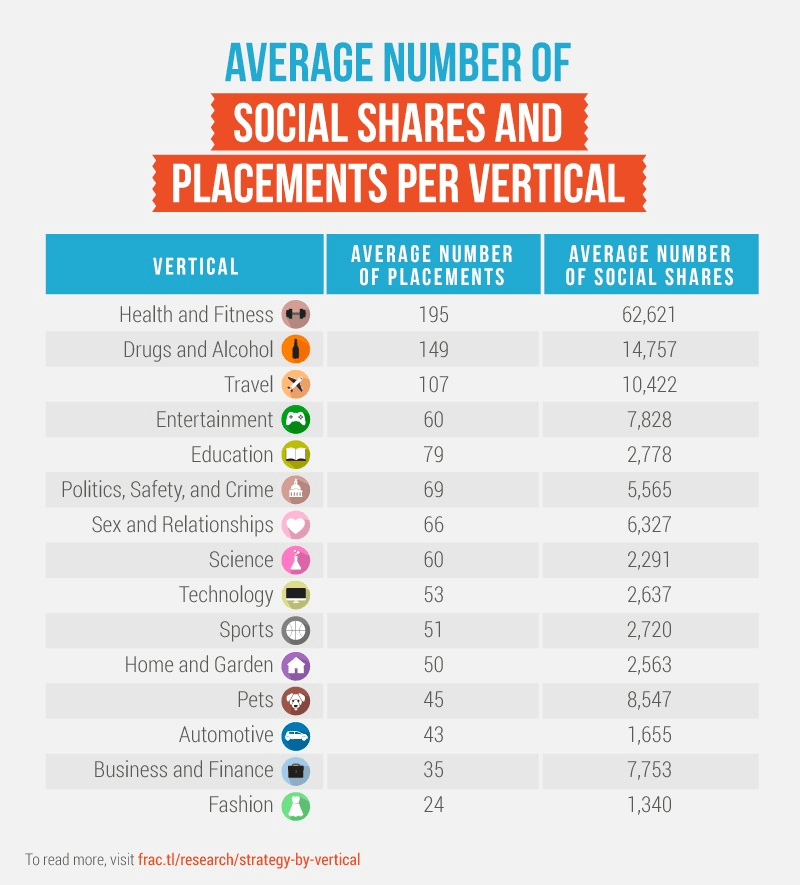 AVERAGE NUMBER OF
SOCIAL SHARES AND
PLACEMENTS PER VERTICAL
VERTICAL AVERAGE NUMBER OF PLACEMENTS AVERAGE NUMBER OF SOCIAL SHARES
Health and Fitness 195 62,621
Drugs and Alcohol 149 14,757
Travel 107 10,422
Entertainment 60 7,828
Education 79 2,778
Politics, Safety, and Crime 69 5,565
Sex and Relationships 66 6,327
Science 60 2,291
Technology 53 2,637
Sports 51 2,720
Home and Garden 50 2,563
Pets 45 8,547
Automotive 43 1,655
Business and Finance 35 7,753
Fashion 24 1,340
To read more, visit frac.tl/research/strategy-by-vertical